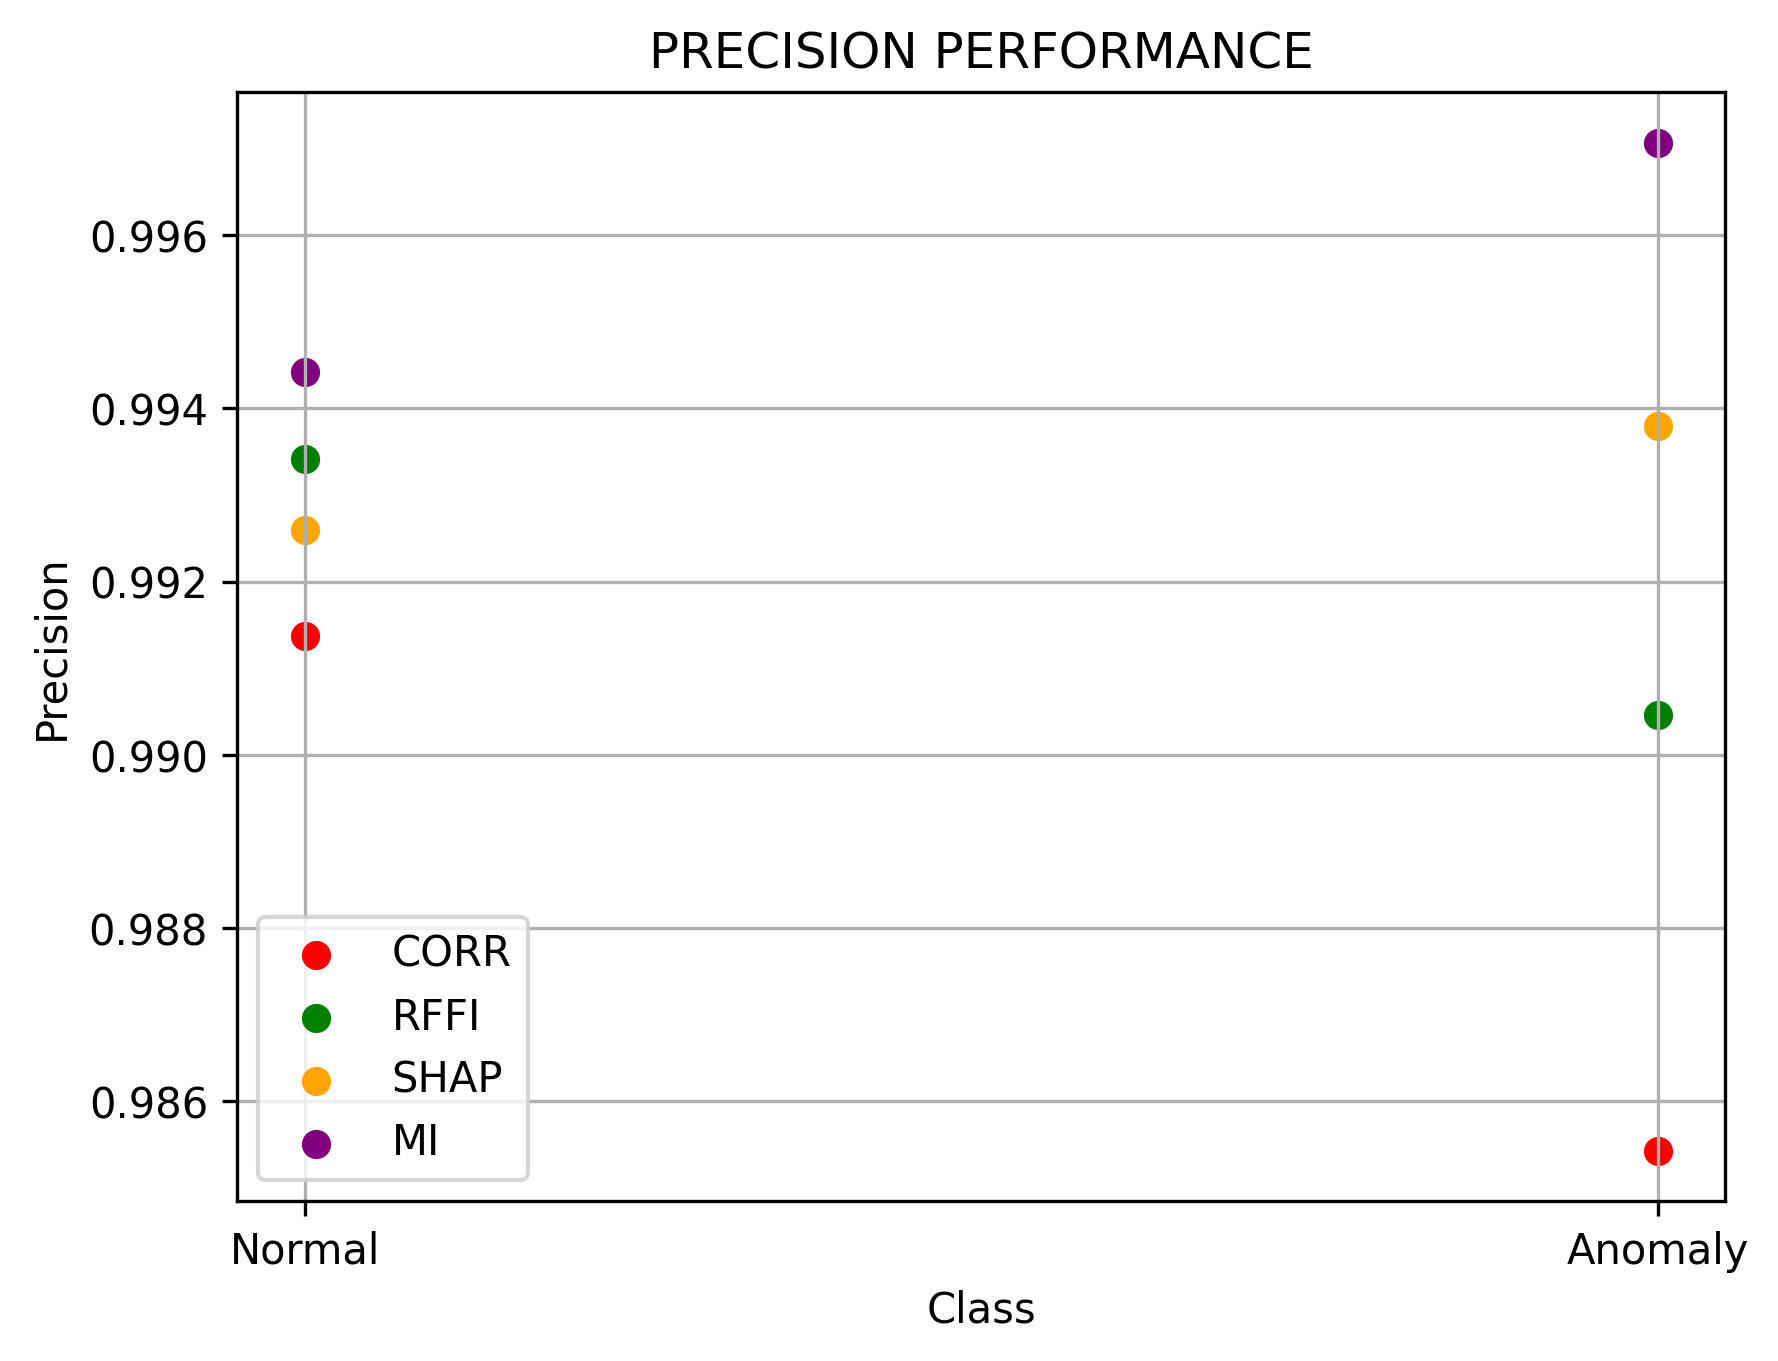 PRECISION PERFORMANCE
Precision
0.996
0.994
0.992
0.990
0.988
0.986
CORR
RFFI
SHAP
MI
Normal
Anomaly
Class